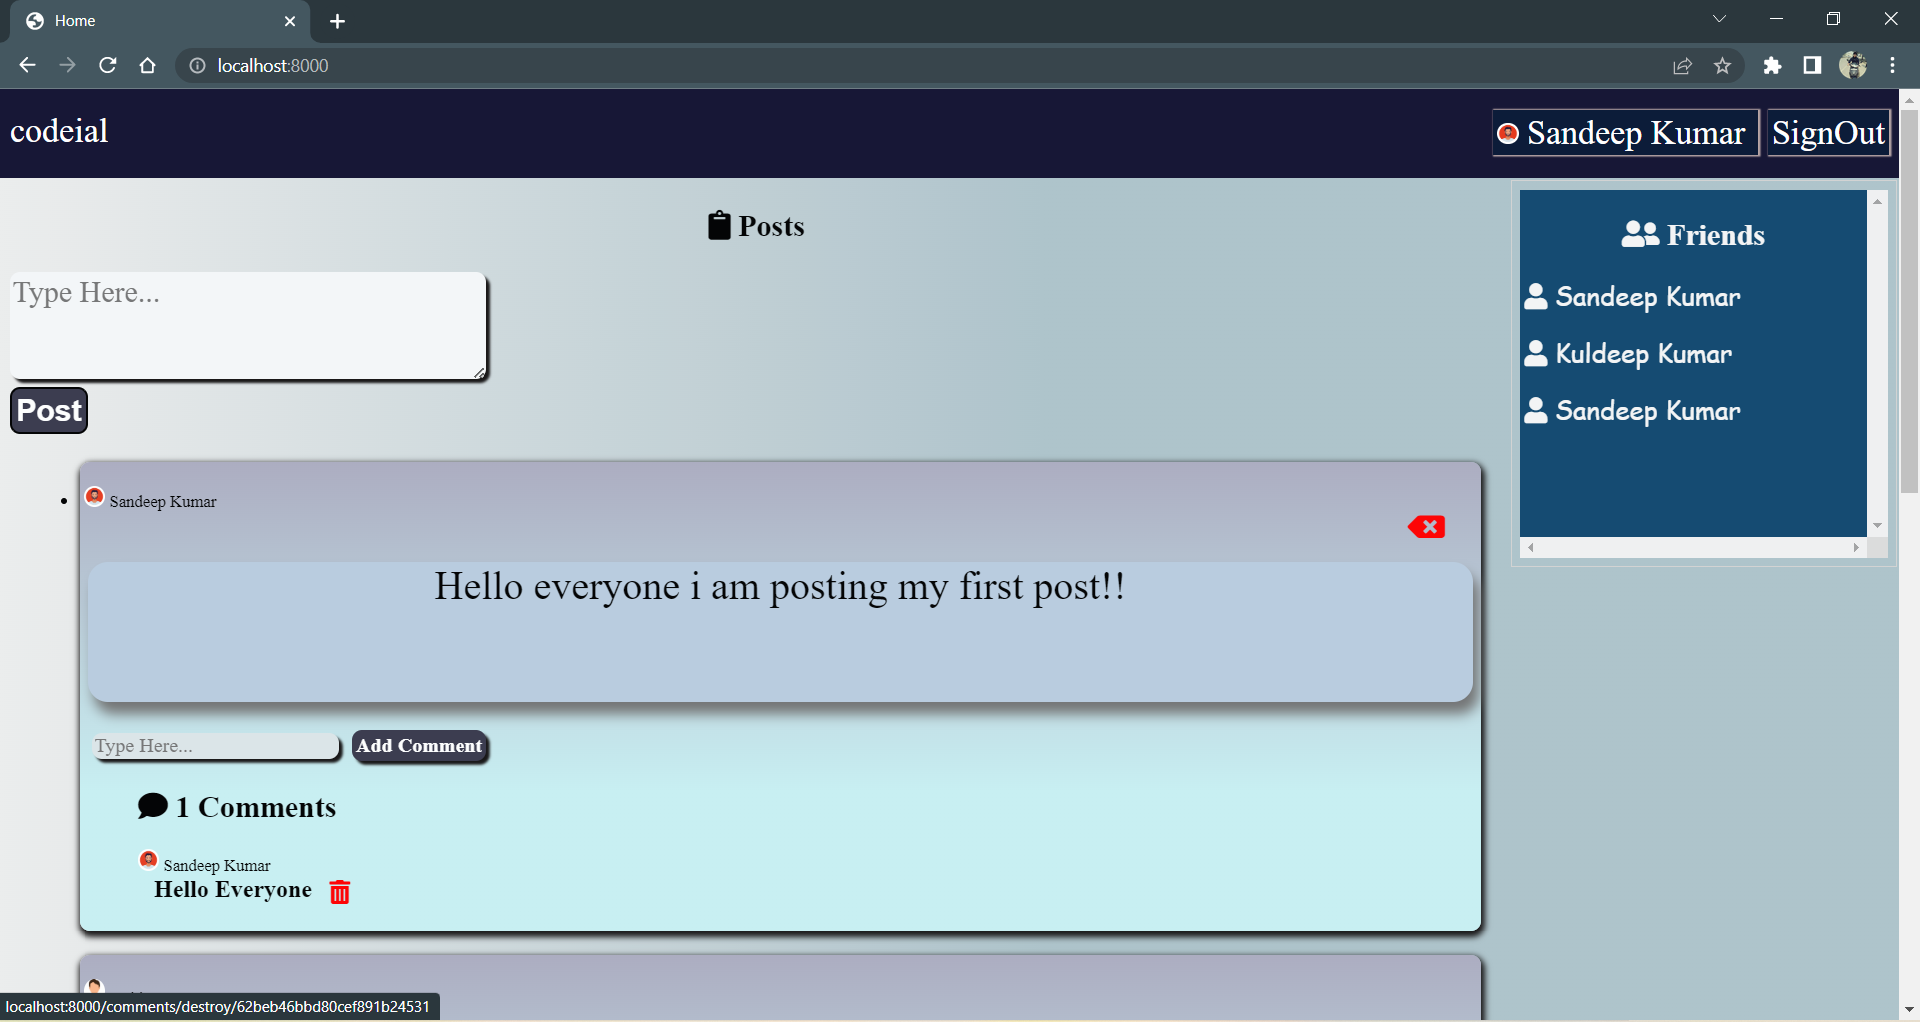 Home
localhost:8000
codeial
Sandeep Kumar
SignOut
Posts
Type Here...
Post
Friends
Sandeep Kumar
Kuldeep Kumar
Sandeep Kumar
Sandeep Kumar
Hello everyone i am posting my first post!!
Type Here...
Add Comment
1 Comments
Sandeep Kumar
Hello Everyone
localhost:8000/comments/destroy/62beb46bbd80cef891b24531